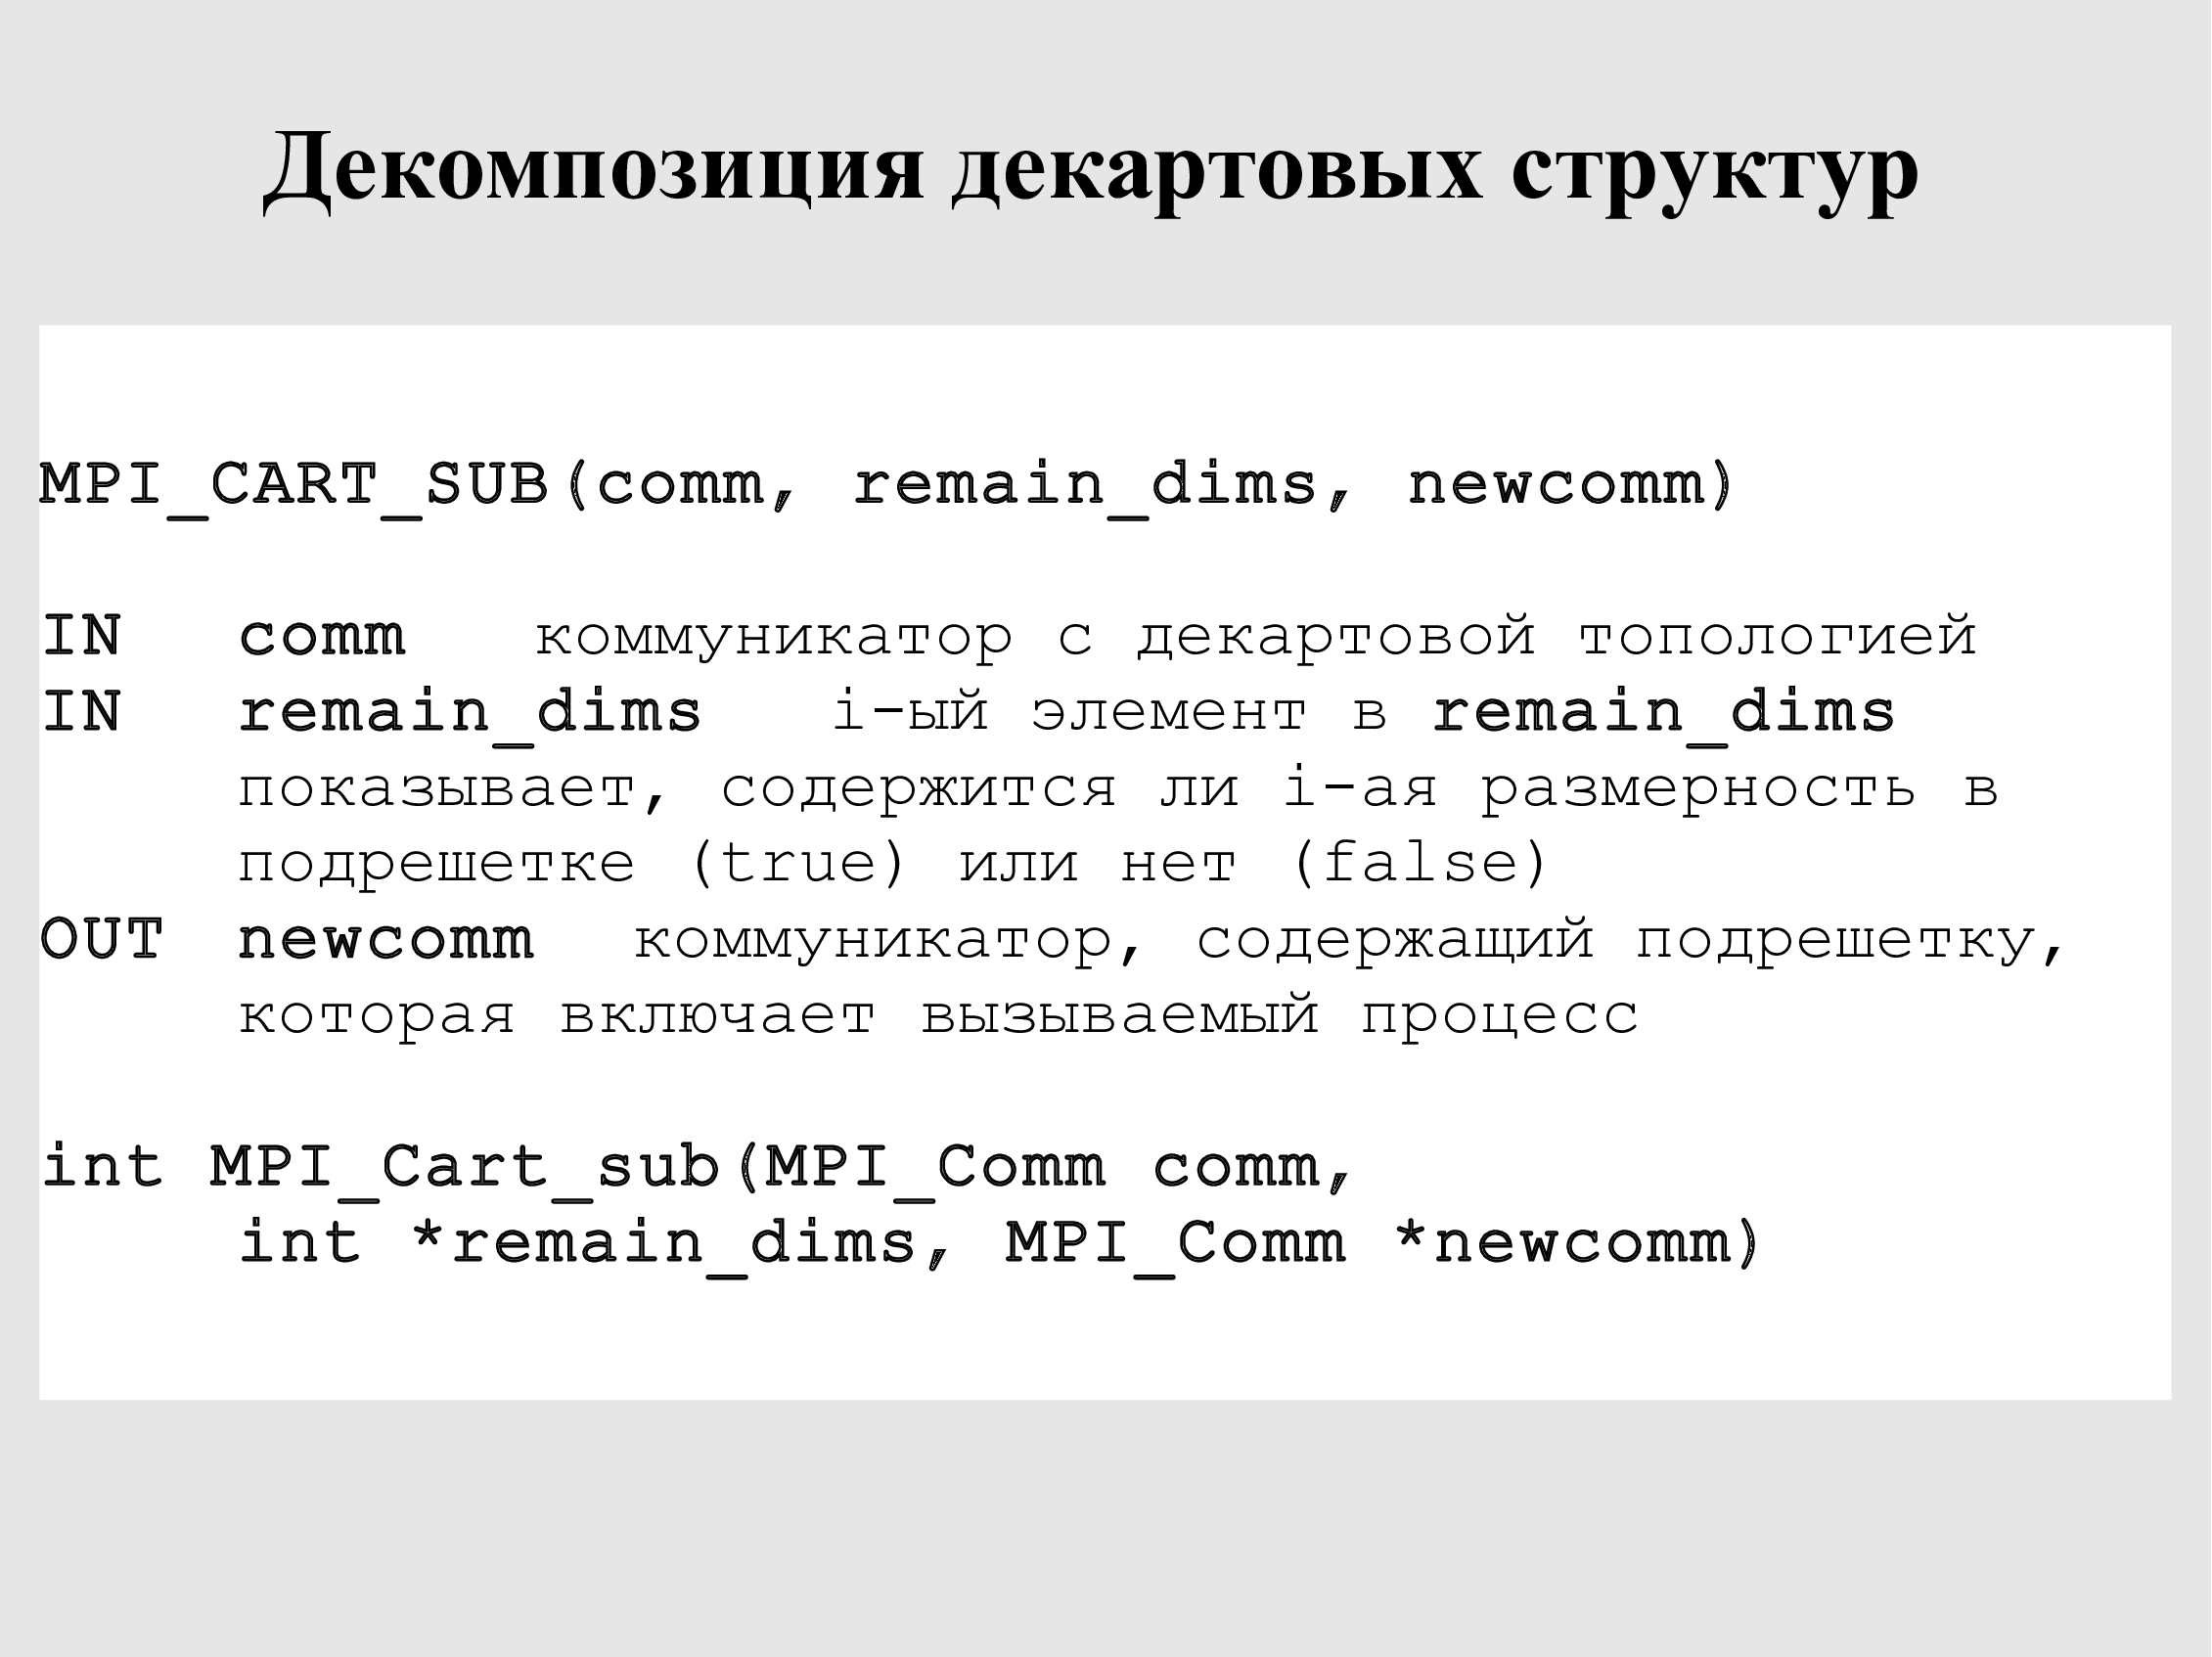 Декомпозиция декартовых структур
MPI_CART_SUB(comm, remain_dims, newcomm)
IN comm коммуникатор с декартовой топологией
IN remain_dims i-ый элемент в remain_dims
показывает, содержится ли i-ая размерность в
подрешетке (true) или нет (false)
OUT newcomm коммуникатор, содержащий подрешетку,
которая включает вызываемый процесс
int MPI_Cart_sub(MPI_Comm comm,
int *remain_dims, MPI_Comm *newcomm)